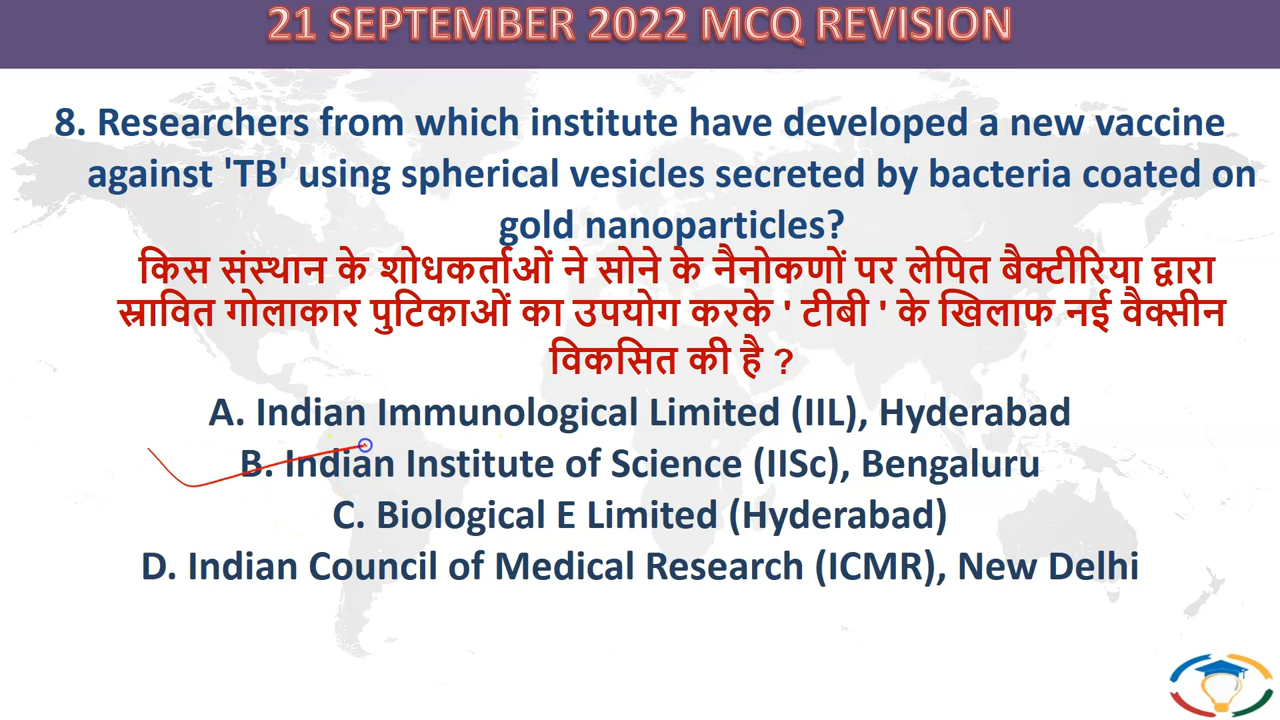 21 SEPTEMBER 2022 MCQ REVISION
8. Researchers from which institute have developed a new vaccine
against 'TB' using spherical vesicles secreted by bacteria coated on
gold nanoparticles?
किस संस्थान के शोधकर्ताओं ने सोने के नैनोकणों पर लेपित बैक्टीरिया द्वारा
स्रावित गोलाकार पुटिकाओं का उपयोग करके ' टीबी ' के खिलाफ नई वैक्सीन
विकसित की है ?
A. Indian Immunological Limited (IIL), Hyderabad
B. Indian Institute of Science (IISc), Bengaluru
C. Biological E Limited (Hyderabad)
D. Indian Council of Medical Research (ICMR), New Delhi